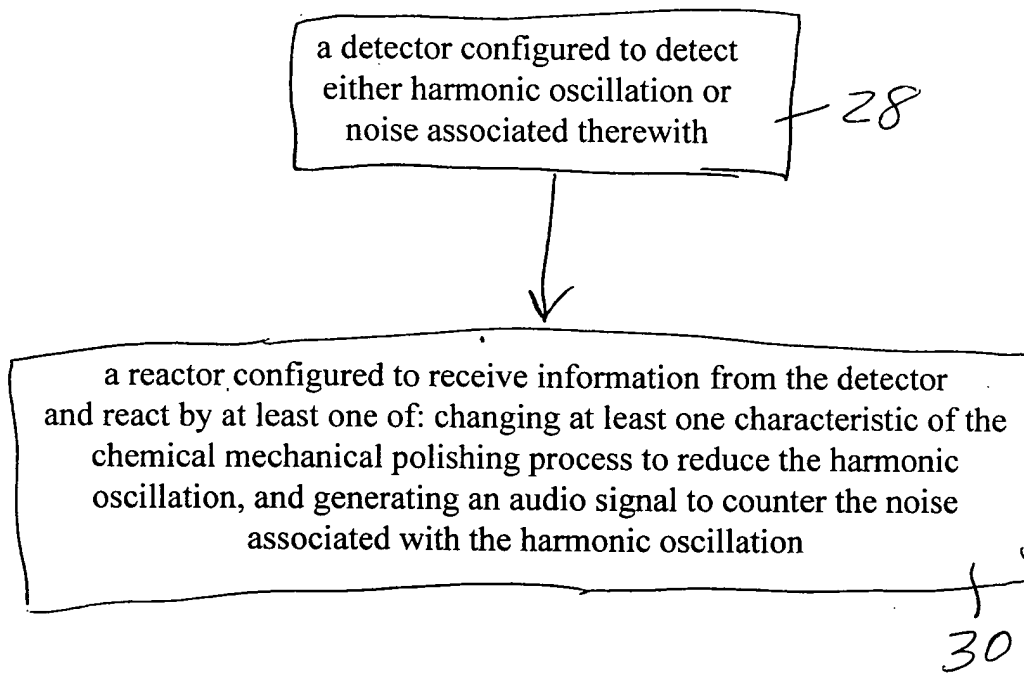 a detector configured to detect
either harmonic oscillation or
noise associated therewith
28
a reactor configured to receive information from the detector
and react by at least one of: changing at least one characteristic of the
chemical mechanical polishing process to reduce the harmonic
oscillation, and generating an audio signal to counter the noise
associated with the harmonic oscillation
30